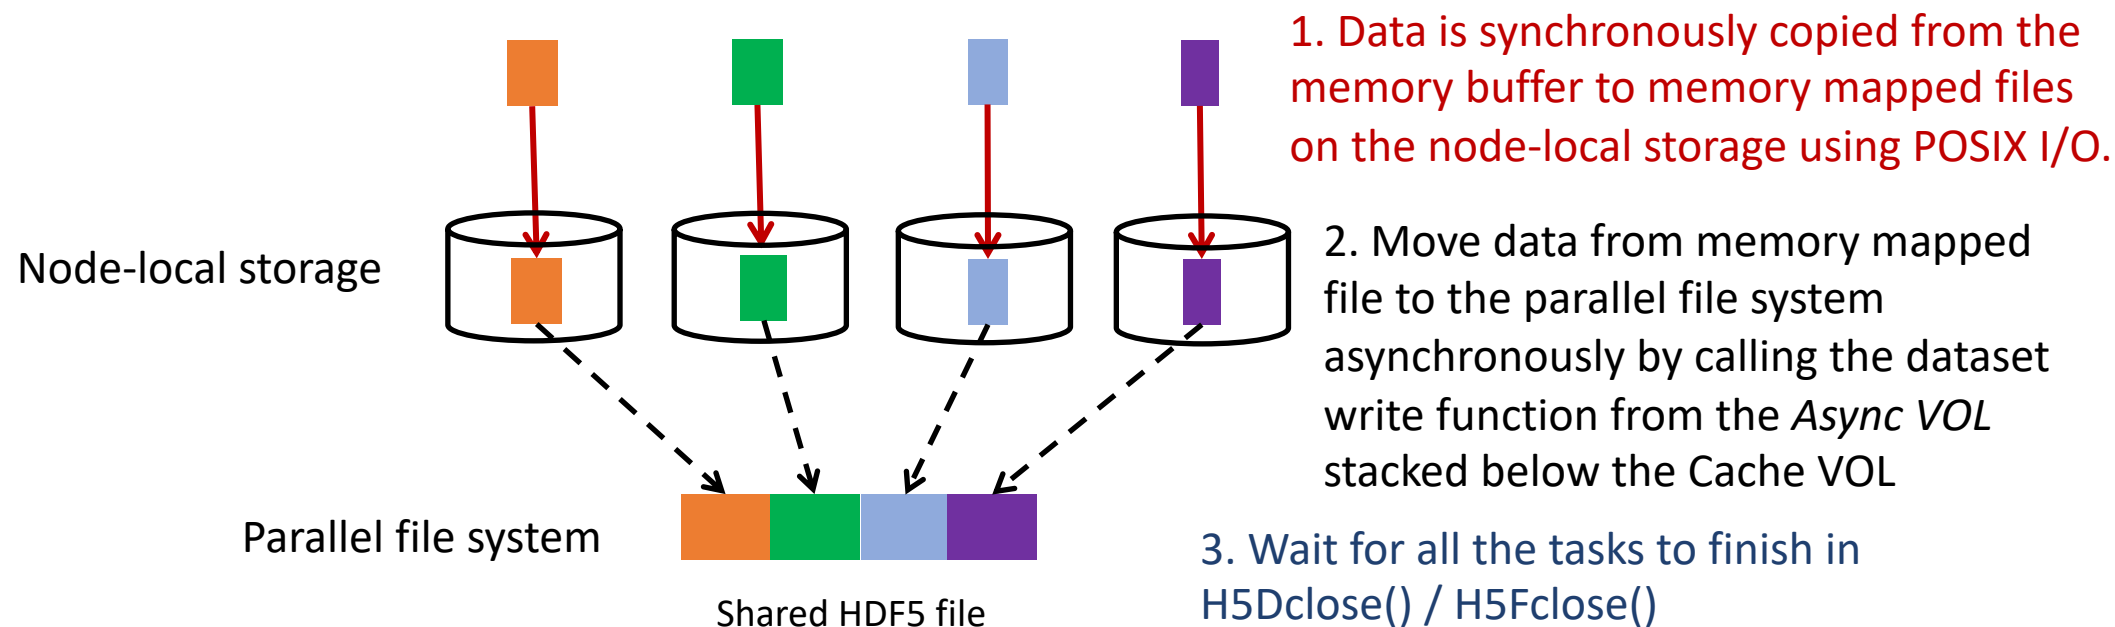 1. Data is synchronously copied from the
memory buffer to memory mapped files
on the node-local storage using POSIX I/O.
Node-local storage
2. Move data from memory mapped
file to the parallel file system
asynchronously by calling the dataset
write function from the Async VOL
stacked below the Cache VOL
Parallel file system
Shared HDF5 file
3. Wait for all the tasks to finish in
H5Dclose() / H5Fclose()